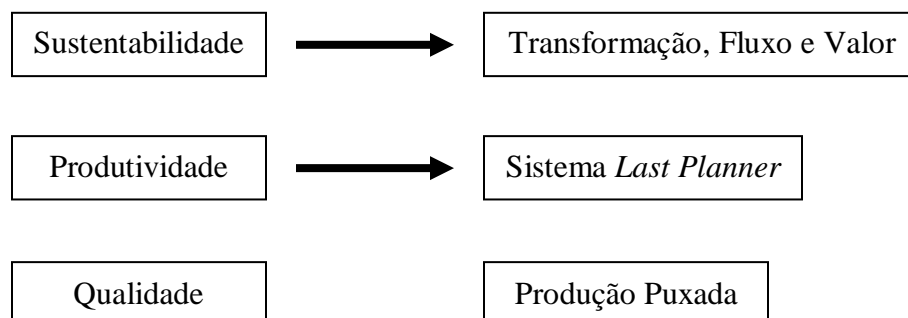 Sustentabilidade
Transformação, Fluxo e Valor
Produtividade
Sistema Last Planner
Qualidade
Produção Puxada